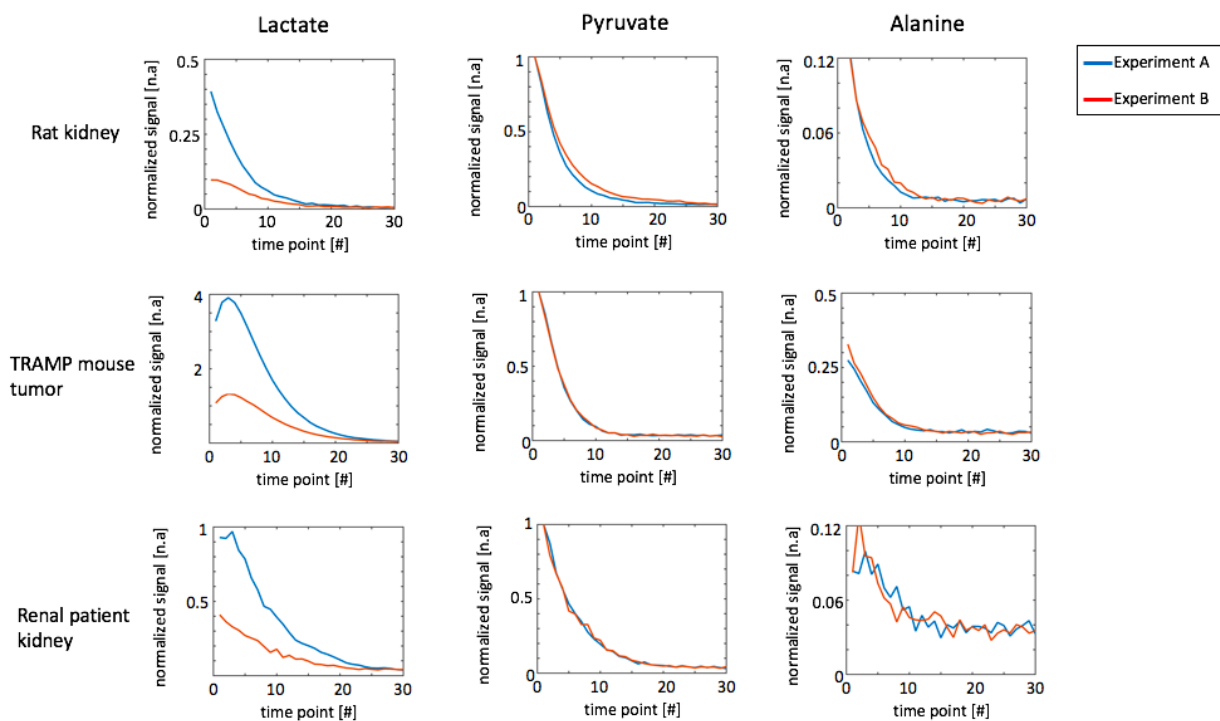 Lactate
Pyruvate
Alanine
Experiment A
Experiment B
Rat kidney
normalized signal [n.a]
0.5
0.25
0
0
10
20
30
time point [#]
normalized signal [n.a]
1
0.5
0
0
10
20
30
time point [#]
normalized signal [n.a]
0.12
0.06
0
0
10
20
30
time point [#]
TRAMP mouse
tumor
normalized signal [n.a]
4
2
0
10
20
30
time point [#]
normalized signal [n.a]
1
0.5
0
0
10
20
30
time point [#]
normalized signal [n.a]
0.5
0.25
0
0
10
20
30
time point [#]
Renal patient
kidney
normalized signal [n.a]
1
0.5
0
10
20
30
time point [#]
normalized signal [n.a]
1
0.5
0
0
10
20
30
time point [#]
normalized signal [n.a]
0.12
0.06
0
0
10
20
30
time point [#]